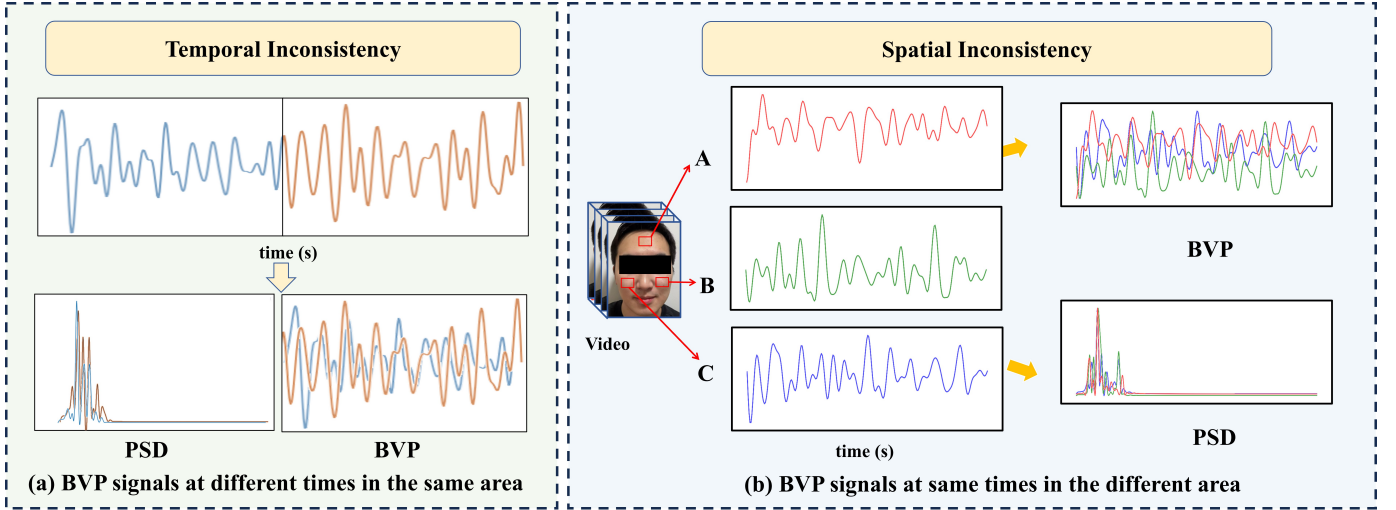 Temporal Inconsistency
time (s)
PSD
BVP
(a) BVP signals at different times in the same area
Spatial Inconsistency
A
B
C
Video
time (s)
BVP
PSD
(b) BVP signals at same times in the different area